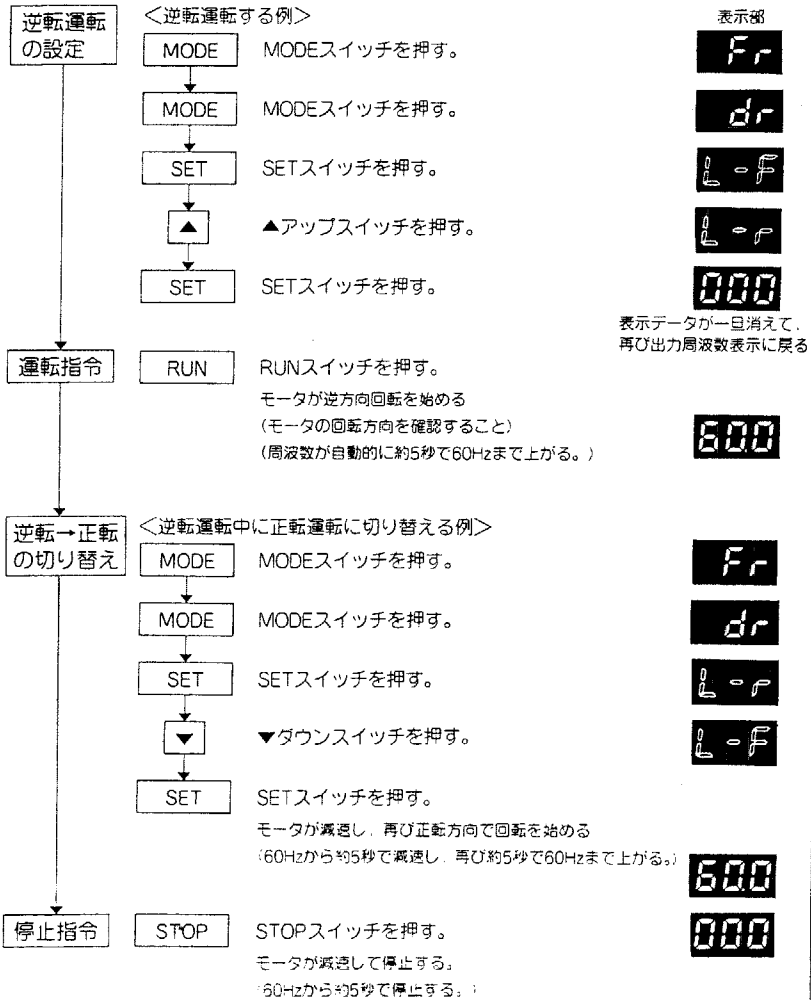 逆転運転
の設定
＜逆転運転する例＞
表示部
MODE MODEスイッチを押す。 Fr
MODE MODEスイッチを押す。 dr
SET SETスイッチを押す。 L-F
▲ ▲アップスイッチを押す。 L-r
SET SETスイッチを押す。 000
表示データが一旦消えて、
再び出力周波数表示に戻る
運転指令 RUN RUNスイッチを押す。
モータが逆方向回転を始める
(モータの回転方向を確認すること)
(周波数が自動的に約5秒で60Hzまで上がる。)
60.0
逆転→正転
の切り替え
＜逆転運転中に正転運転に切り替える例＞
MODE MODEスイッチを押す。 Fr
MODE MODEスイッチを押す。 dr
SET SETスイッチを押す。 L-r
▼ ▼ダウンスイッチを押す。 L-F
SET SETスイッチを押す。
モータが減速し、再び正転方向で回転を始める
(60Hzから約5秒で減速し、再び約5秒で60Hzまで上がる。)
60.0
停止指令 STOP STOPスイッチを押す。 000
モータが減速して停止する。
(60Hzから約5秒で停止する。)